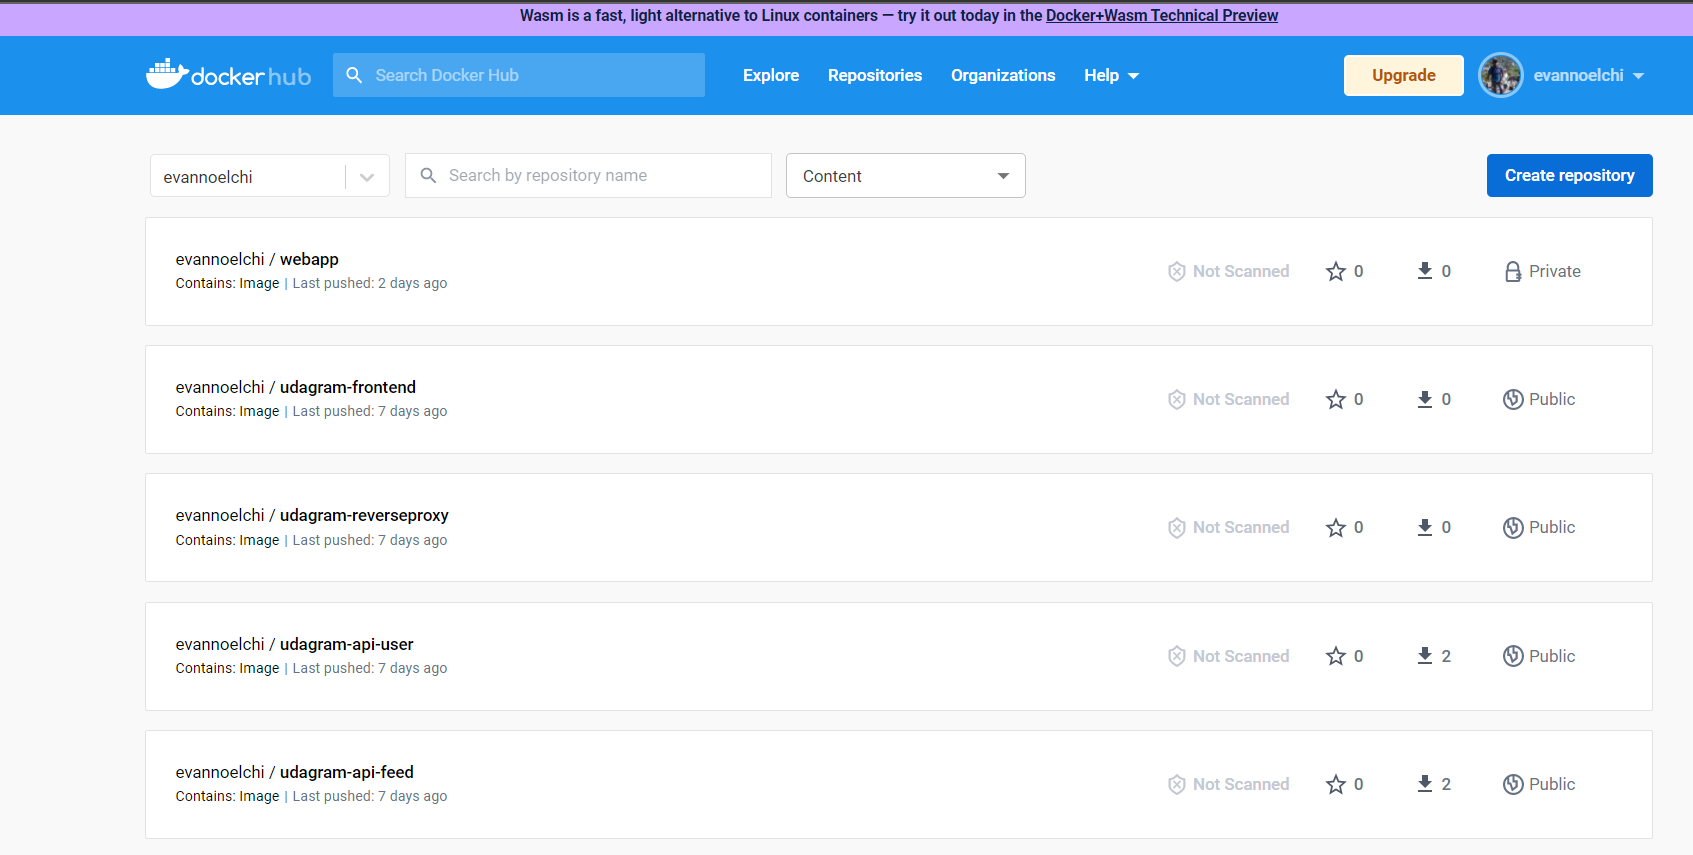 Wasm is a fast, light alternative to Linux containers — try it out today in the Docker+Wasm Technical Preview
docker hub
Search Docker Hub
Explore
Repositories
Organizations
Help
Upgrade
evannoelchi
evannoelchi
Search by repository name
Content
Create repository
evannoelchi / webapp
Contains: Image | Last pushed: 2 days ago
Not Scanned
0
0
Private
evannoelchi / udagram-frontend
Contains: Image | Last pushed: 7 days ago
Not Scanned
0
0
Public
evannoelchi / udagram-reverseproxy
Contains: Image | Last pushed: 7 days ago
Not Scanned
0
0
Public
evannoelchi / udagram-api-user
Contains: Image | Last pushed: 7 days ago
Not Scanned
0
2
Public
evannoelchi / udagram-api-feed
Contains: Image | Last pushed: 7 days ago
Not Scanned
0
2
Public